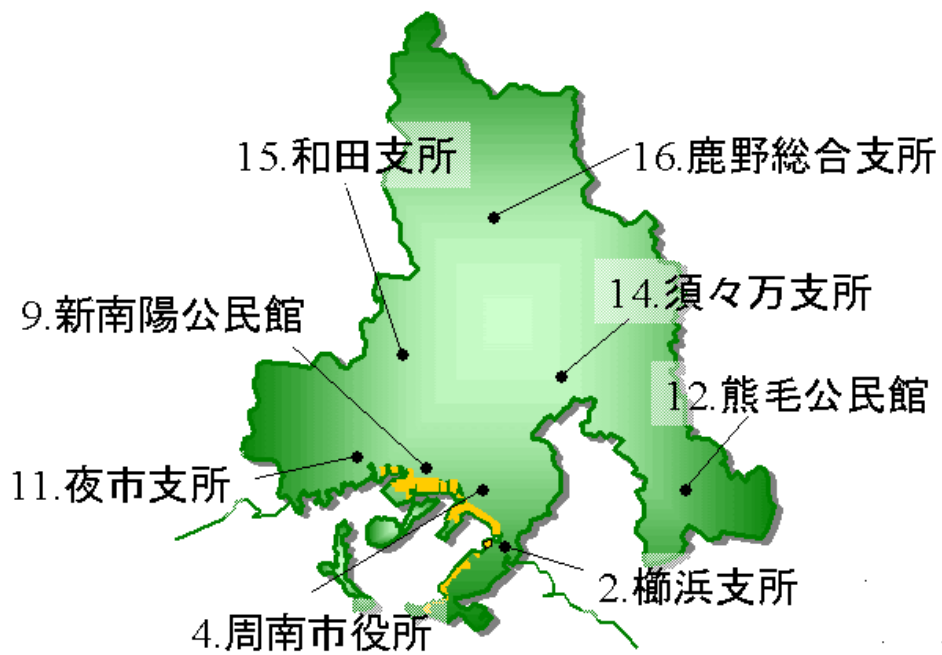 15.和田支所
16.鹿野総合支所
14.須々万支所
9.新南陽公民館
12.熊毛公民館
11.夜市支所
2.櫛浜支所
4.周南市役所